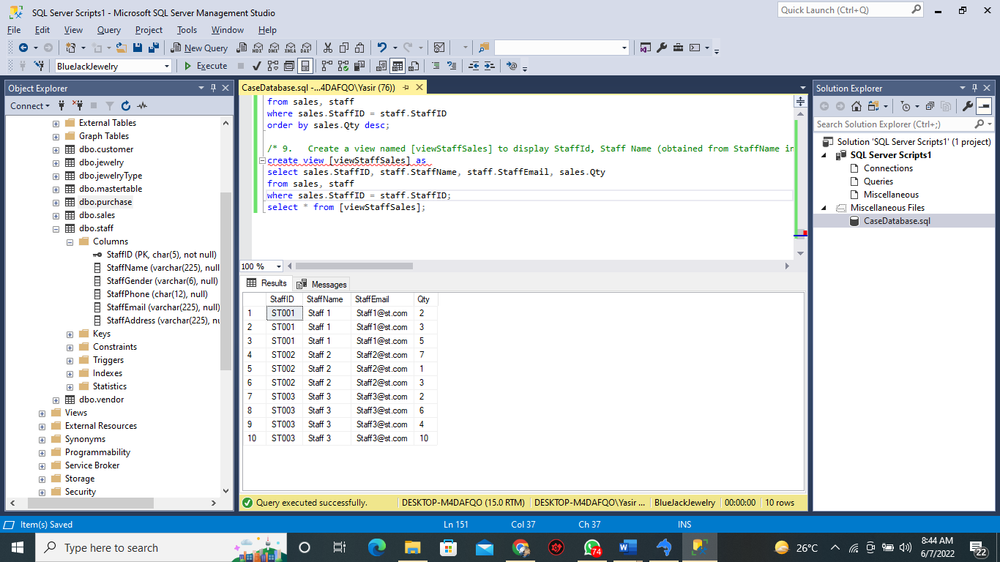 SQL Server Scripts1 - Microsoft SQL Server Management Studio
Quick Launch (Ctrl+Q)
File Edit View Query Project Tools Window Help
New Query MDX DMX XMLA DAX
BlueJackJewelry Execute
Object Explorer
Connect
External Tables
Graph Tables
dbo.customer
dbo.jewelry
dbo.jewelryType
dbo.mastertable
dbo.purchase
dbo.sales
dbo.staff
Columns
StaffID (PK, char(5), not null)
StaffName (varchar(225), null
StaffGender (varchar(6), null)
StaffPhone (char(12), null)
StaffEmail (varchar(225), null)
StaffAddress (varchar(225), nu
Keys
Constraints
Triggers
Indexes
Statistics
dbo.vendor
Views
External Resources
Synonyms
Programmability
Service Broker
Storage
Security
CaseDatabase.sql -...4DAFQO\Yasir (76))
from sales, staff
where sales.StaffID = staff.StaffID
order by sales.Qty desc;
/* 9. Create a view named [viewStaffSales] to display StaffId, Staff Name (obtained from StaffName in
create view [viewStaffSales] as
select sales.StaffID, staff.StaffName, staff.StaffEmail, sales.Qty
from sales, staff
where sales.StaffID = staff.StaffID;
select * from [viewStaffSales];
100 %
Results Messages
StaffID StaffName StaffEmail Qty
1 ST001 Staff 1 Staff1@st.com 2
2 ST001 Staff 1 Staff1@st.com 3
3 ST001 Staff 1 Staff1@st.com 5
4 ST002 Staff 2 Staff2@st.com 7
5 ST002 Staff 2 Staff2@st.com 1
6 ST002 Staff 2 Staff2@st.com 3
7 ST003 Staff 3 Staff3@st.com 2
8 ST003 Staff 3 Staff3@st.com 6
9 ST003 Staff 3 Staff3@st.com 4
10 ST003 Staff 3 Staff3@st.com 10
Query executed successfully. DESKTOP-M4DAFQO (15.0 RTM) DESKTOP-M4DAFQO\Yasir ... BlueJackJewelry 00:00:00 10 rows
Solution Explorer
Search Solution Explorer (Ctrl+;)
Solution 'SQL Server Scripts1' (1 project)
SQL Server Scripts1
Connections
Queries
Miscellaneous
Miscellaneous Files
CaseDatabase.sql
Item(s) Saved Ln 151 Col 37 Ch 37 INS
Type here to search
74
26°C
8:44 AM
6/7/2022
22